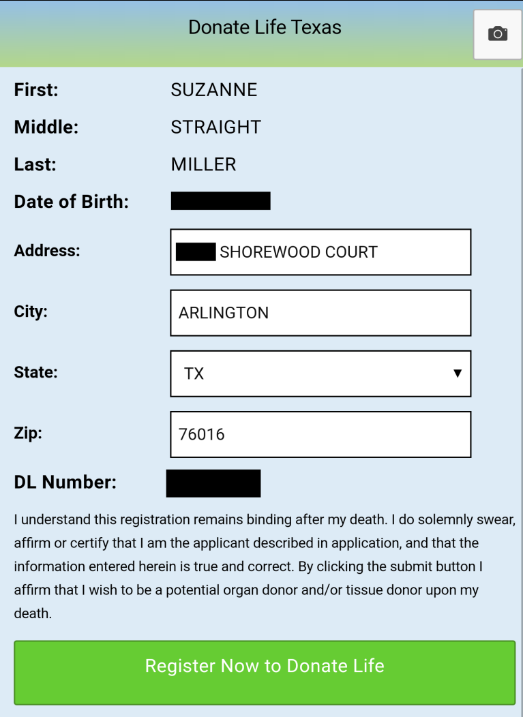 Donate Life Texas
First: SUZANNE
Middle: STRAIGHT
Last: MILLER
Date of Birth:
Address: SHOREWOOD COURT
City: ARLINGTON
State: TX
Zip: 76016
DL Number:
I understand this registration remains binding after my death. I do solemnly swear,
affirm or certify that I am the applicant described in application, and that the
information entered herein is true and correct. By clicking the submit button I
affirm that I wish to be a potential organ donor and/or tissue donor upon my
death.
Register Now to Donate Life